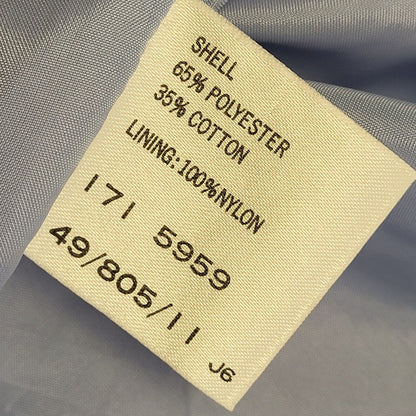 SHELL
65% POLYESTER
35% COTTON
LINING:100%NYLON
171 5959
49/805/11
J6